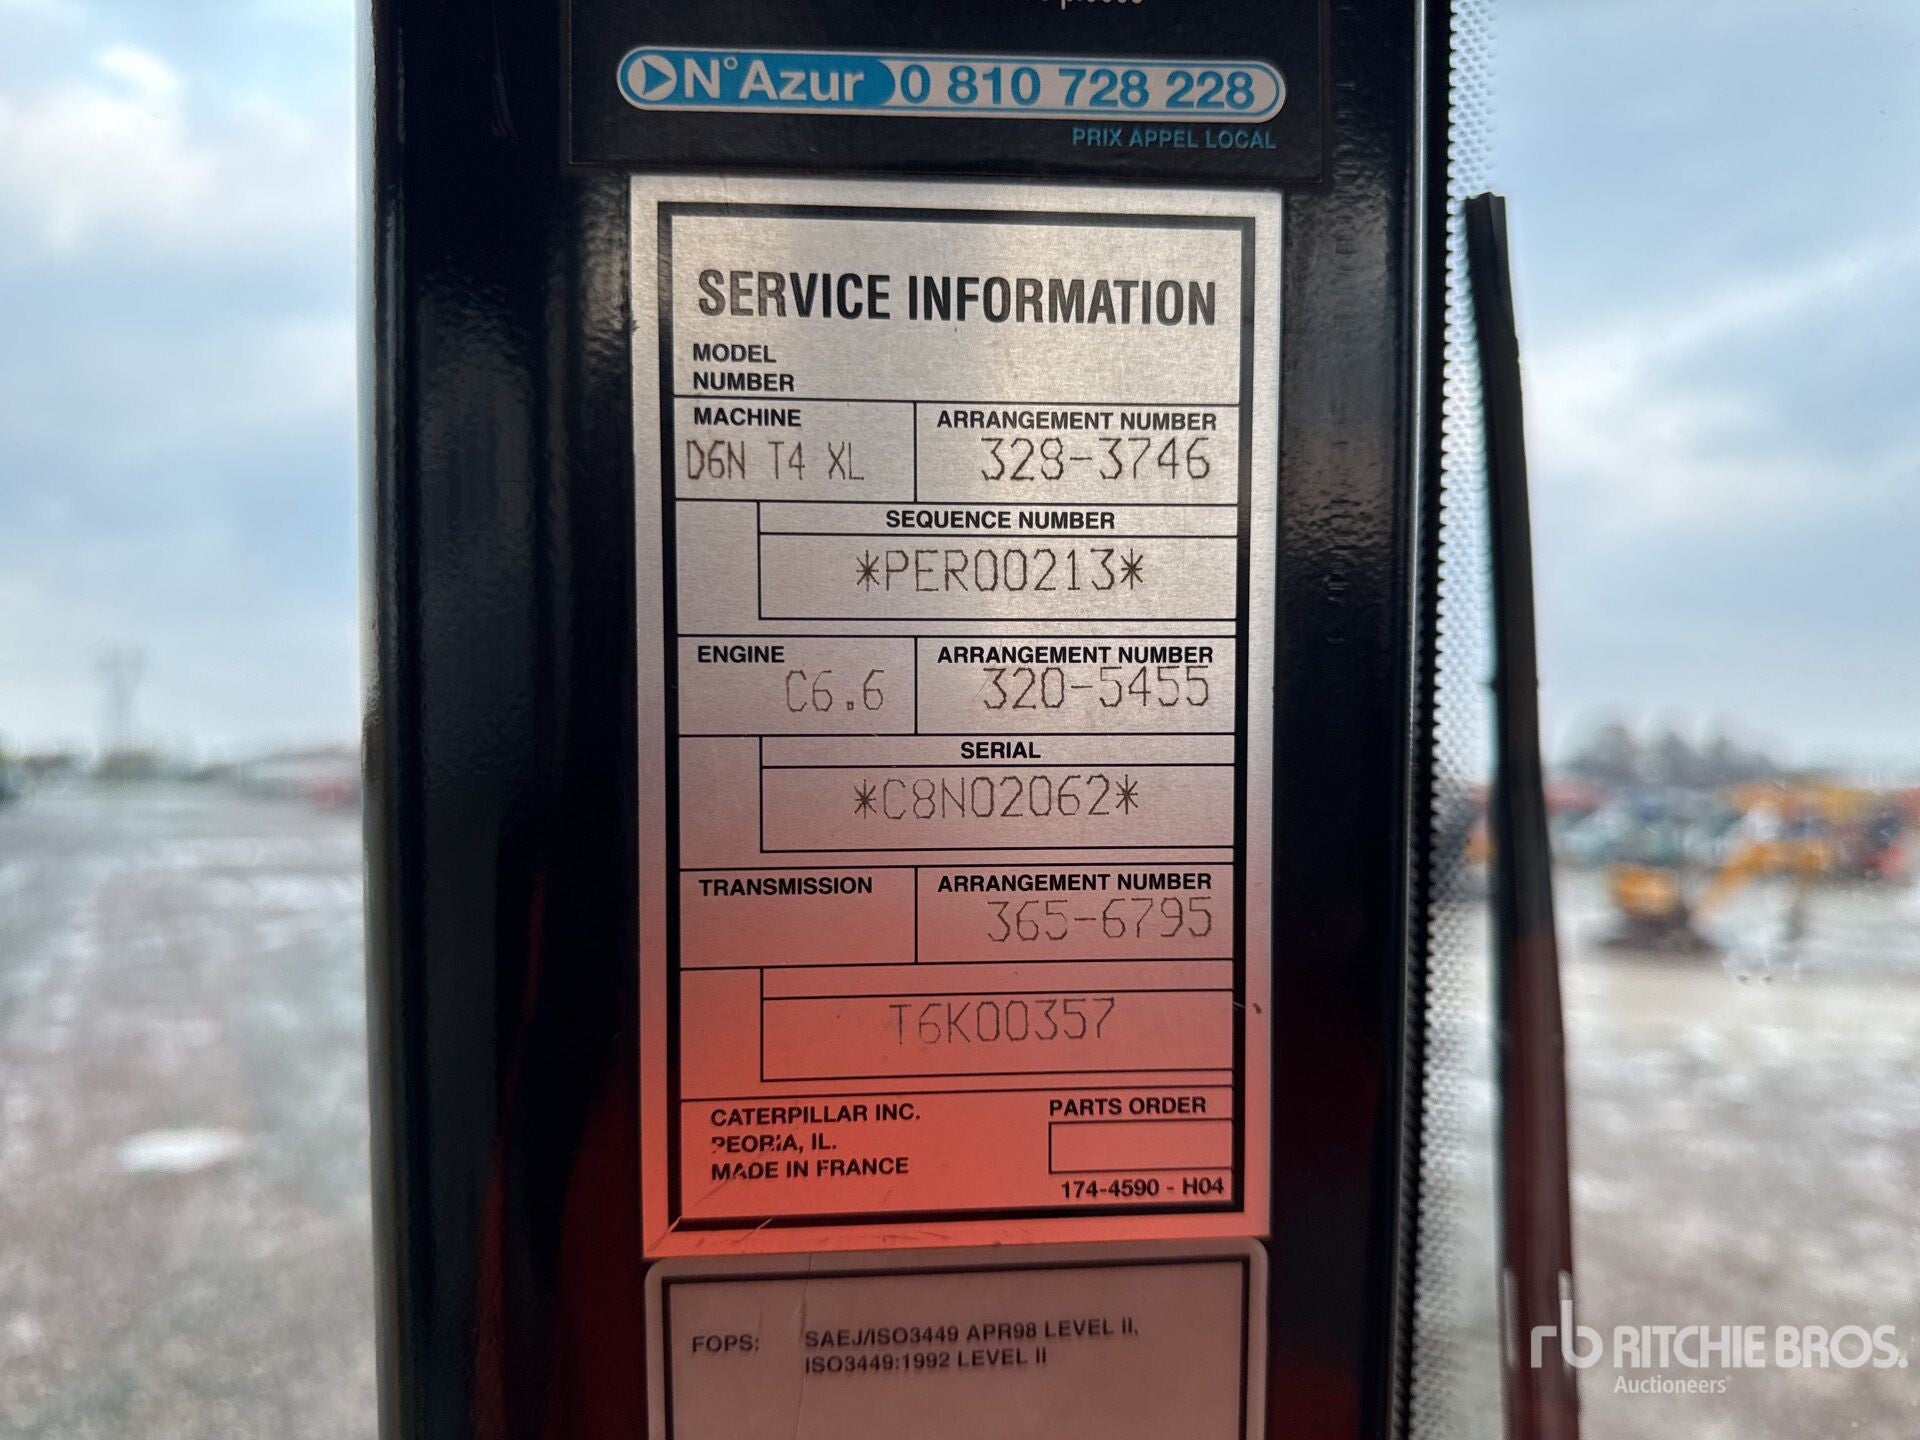 N°Azur 0 810 728 228
PRIX APPEL LOCAL
SERVICE INFORMATION
MODEL
NUMBER
MACHINE
D6N T4 XL
ARRANGEMENT NUMBER
328-3746
SEQUENCE NUMBER
*PER00213*
ENGINE
C6.6
ARRANGEMENT NUMBER
320-5455
SERIAL
*C8N02062*
TRANSMISSION
ARRANGEMENT NUMBER
365-6795
T6K00357
CATERPILLAR INC.
PEORIA, IL.
MADE IN FRANCE
PARTS ORDER
174-4590 - H04
FOPS: SAEJ/ISO3449 APR98 LEVEL II,
ISO3449:1992 LEVEL II
rb RITCHIE BROS.
Auctioneers